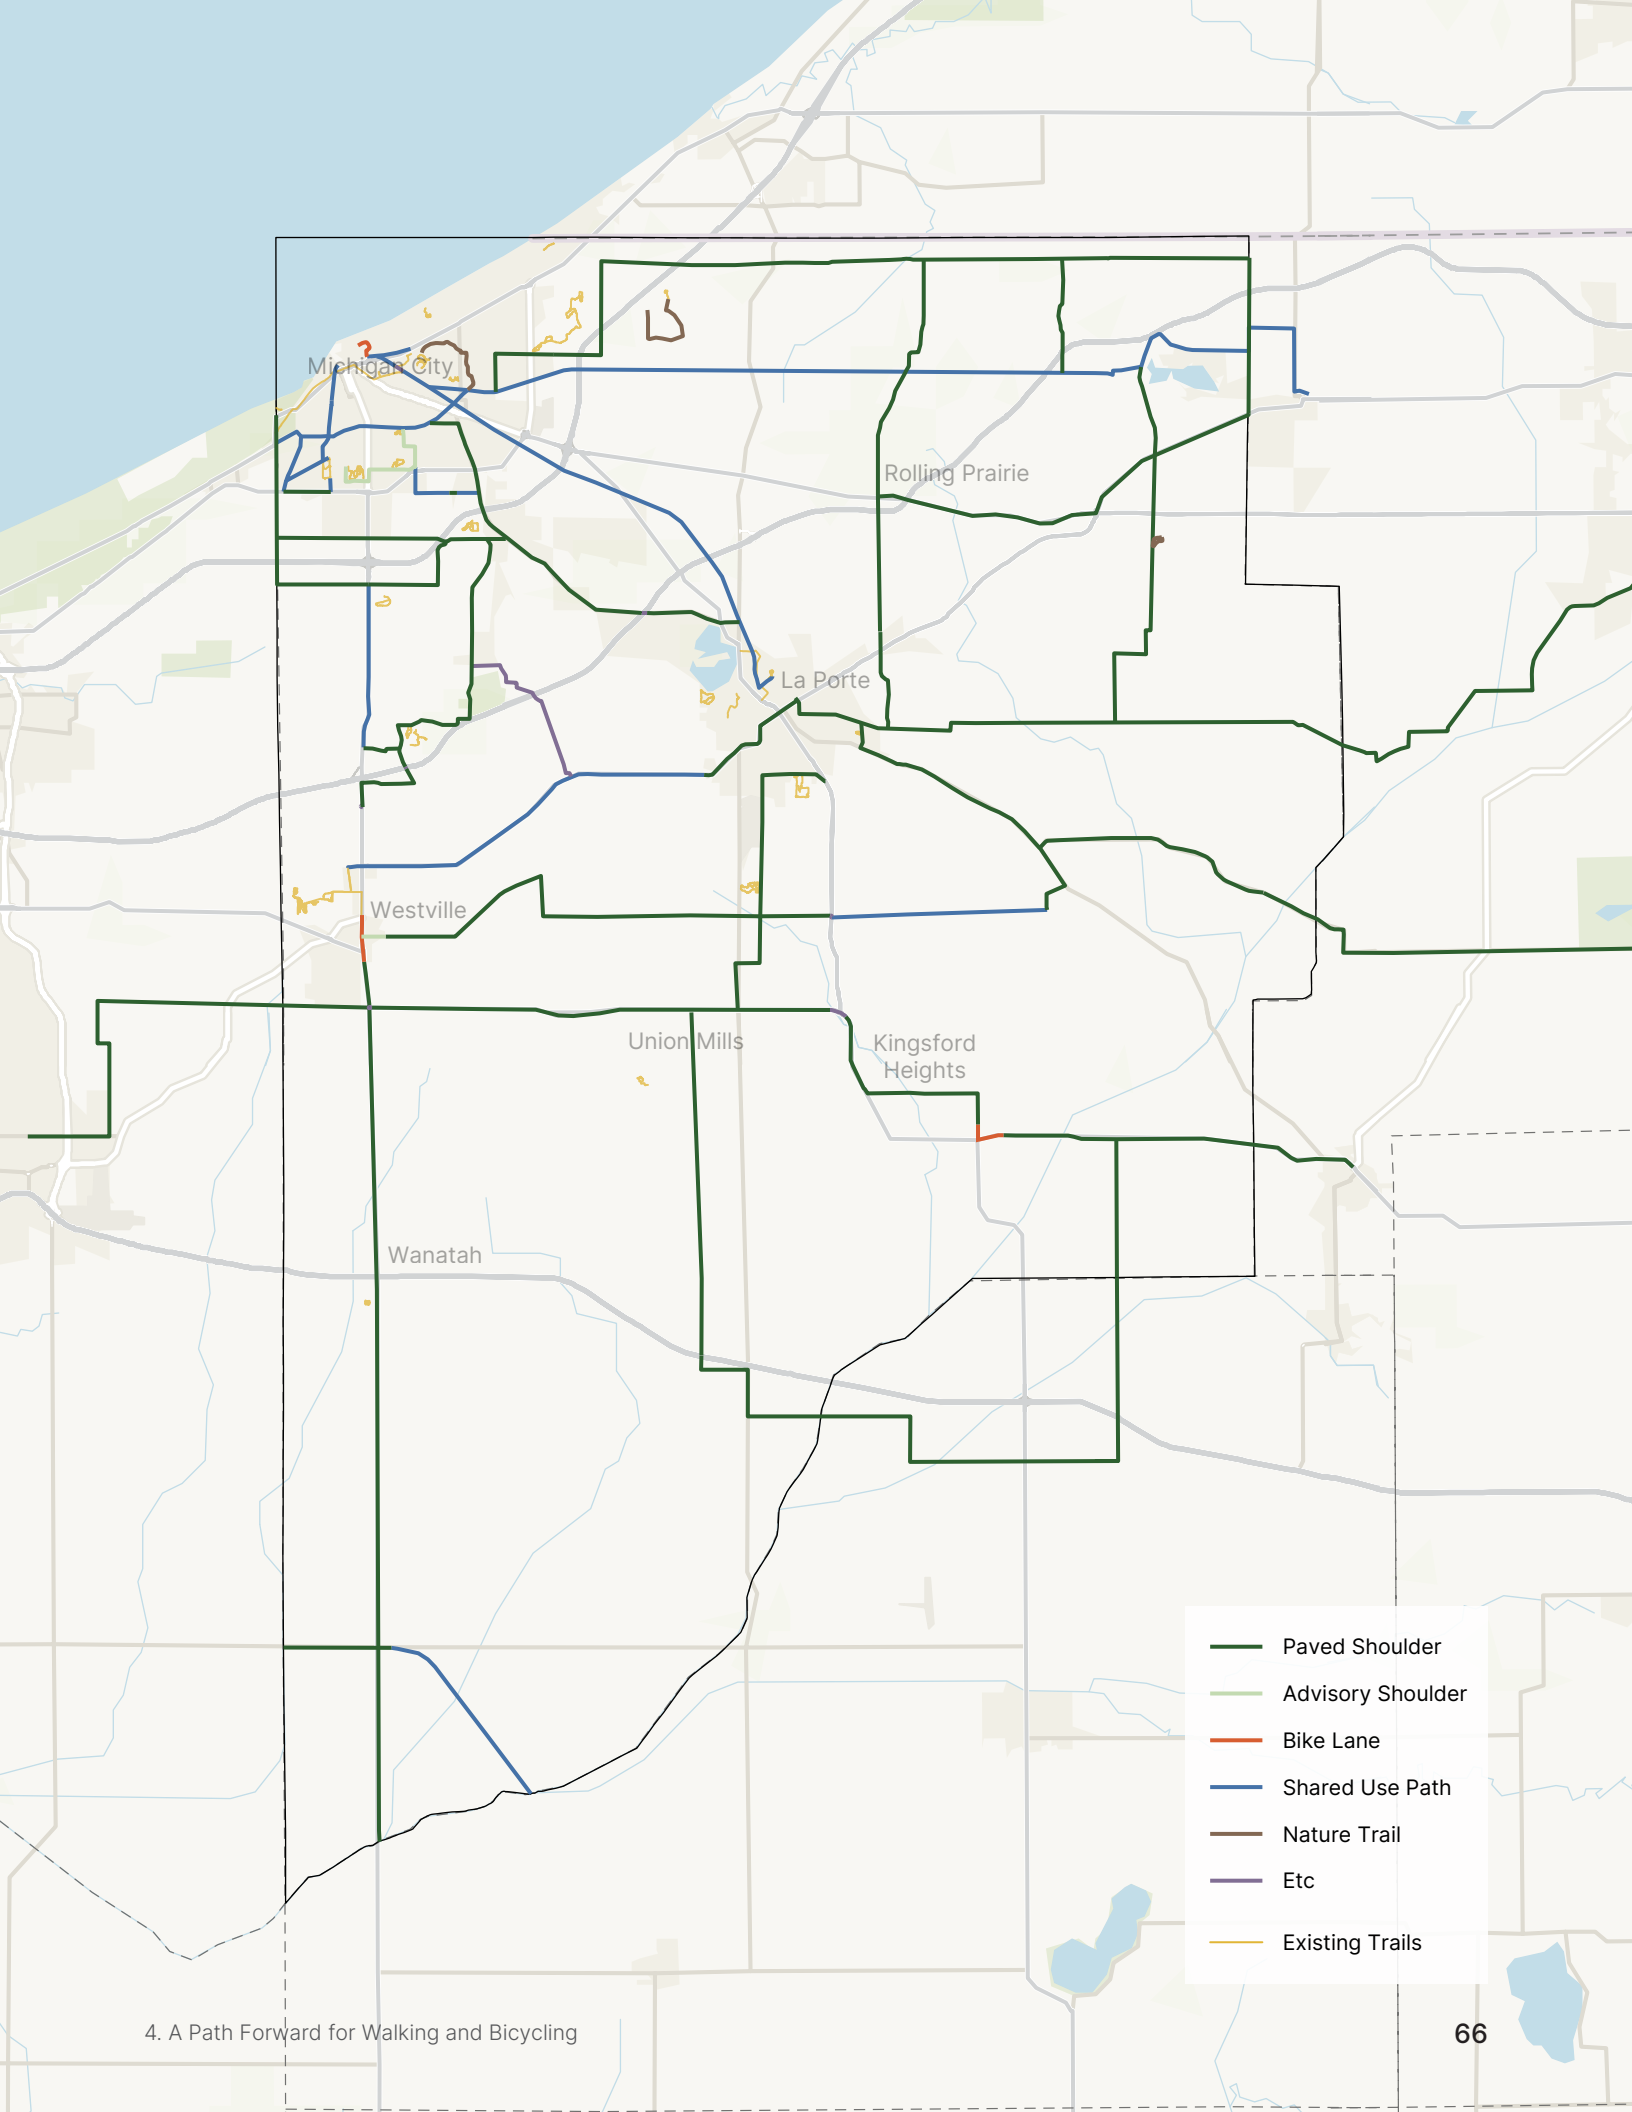 Michigan City
Rolling Prairie
La Porte
Westville
Union Mills
Kingsford
Heights
Wanatah
Paved Shoulder
Advisory Shoulder
Bike Lane
Shared Use Path
Nature Trail
Etc
Existing Trails
4. A Path Forward for Walking and Bicycling
66